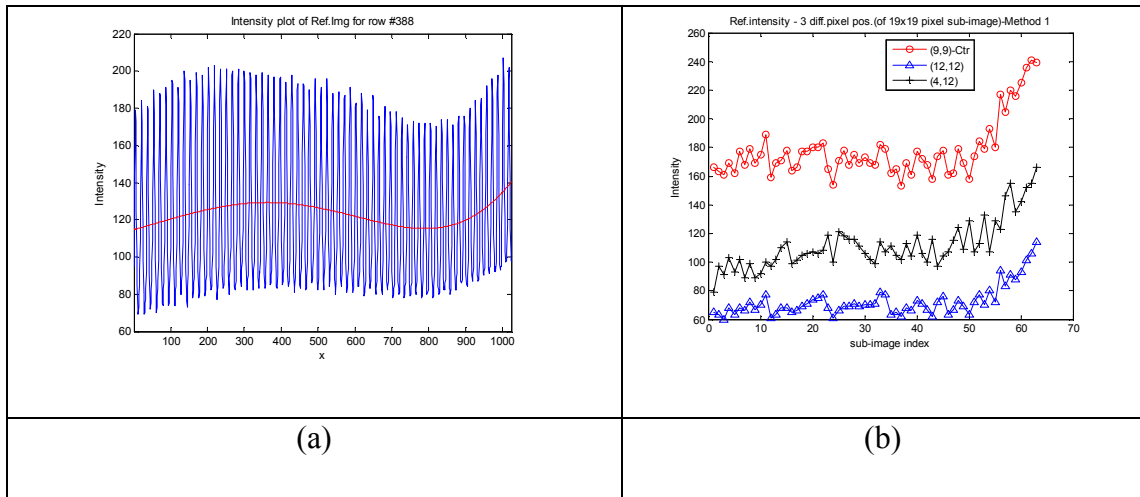 Intensity plot of Ref.Img for row #388
220
200
180
160
140
120
100
80
60
Intensity
100 200 300 400 500 600 700 800 900 1000
x
(a)
Ref.intensity - 3 diff.pixel pos.(of 19x19 pixel sub-image)-Method 1
260
240
220
200
180
160
140
120
100
80
60
Intensity
(9,9)-Ctr
(12,12)
(4,12)
0 10 20 30 40 50 60 70
sub-image index
(b)